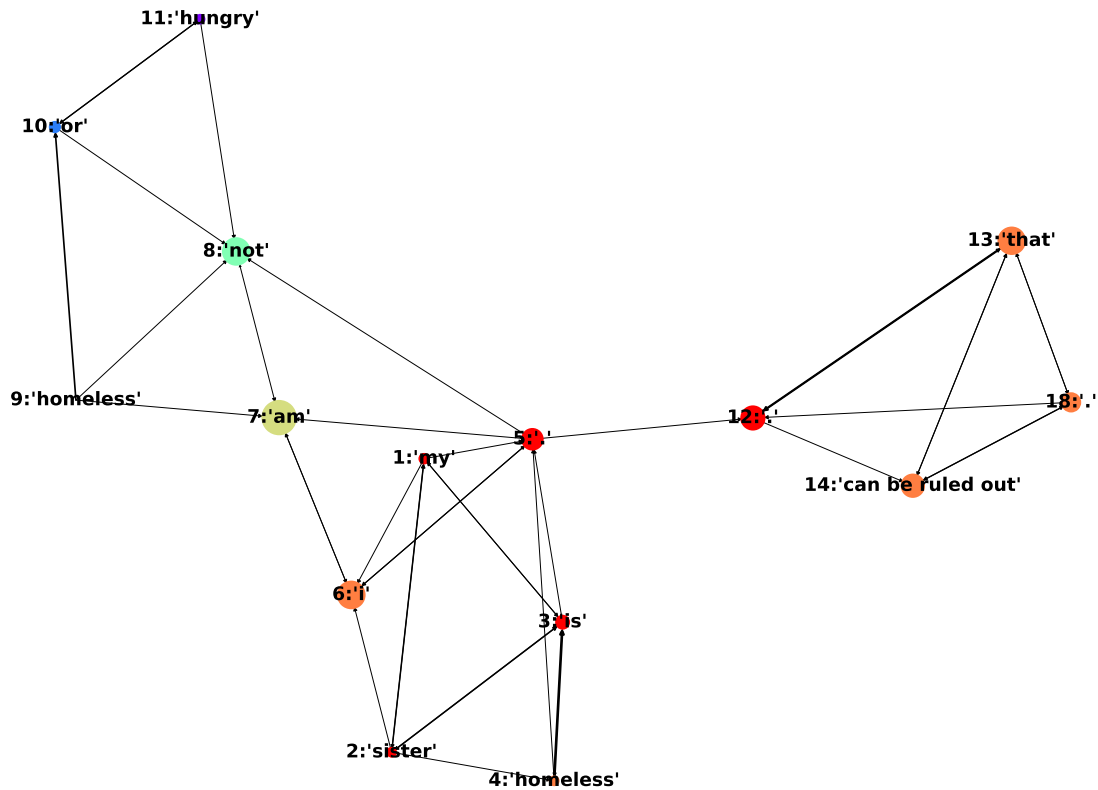 11:'hungry'
10:'or'
13:'that'
8:'not'
9:'homeless'
18:'.'
7:'am'
12:'.'
5:'.'
1:'my'
14:'can be ruled out'
6:'i'
3:'is'
2:'sister'
4:'homeless'